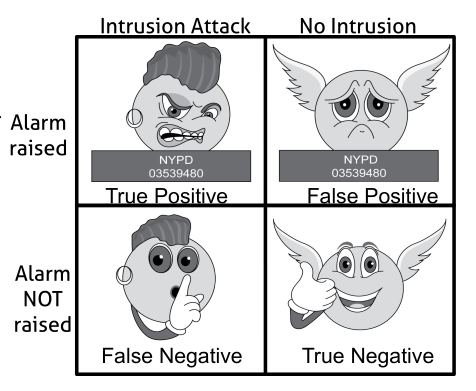 Intrusion Attack No Intrusion
Alarm
raised
NYPD
03539480
True Positive
NYPD
03539480
False Positive
Alarm
NOT
raised
False Negative
True Negative